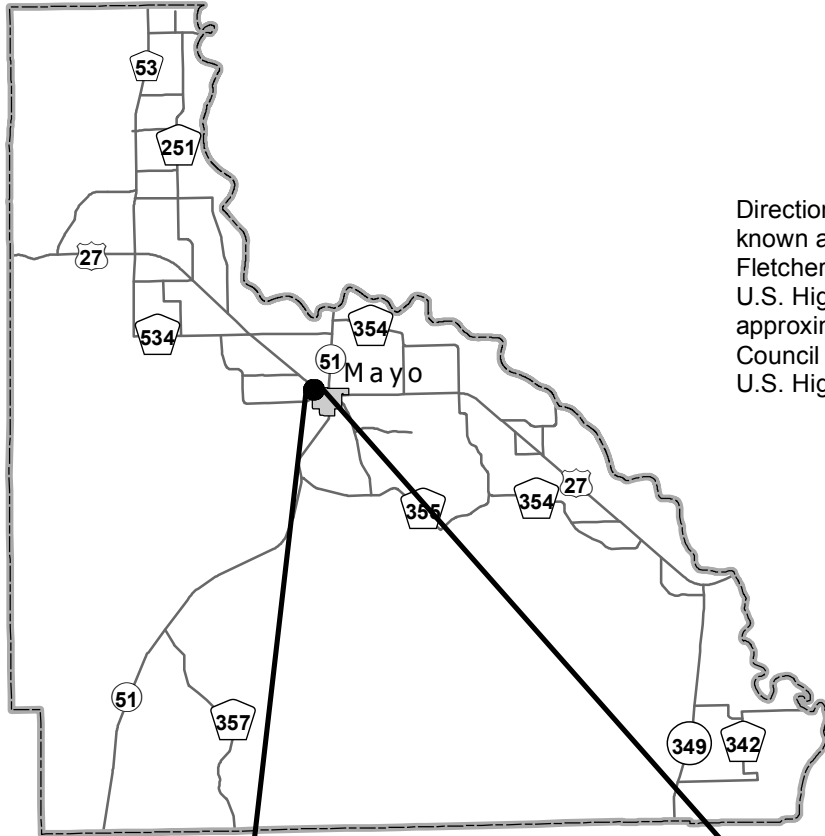 53
251
Direction
known a
27
Fletcher
U.S. Hig
354
approxin
534
51
Council
Mayo
U.S. Hig
27
354
355
51
357
349
342